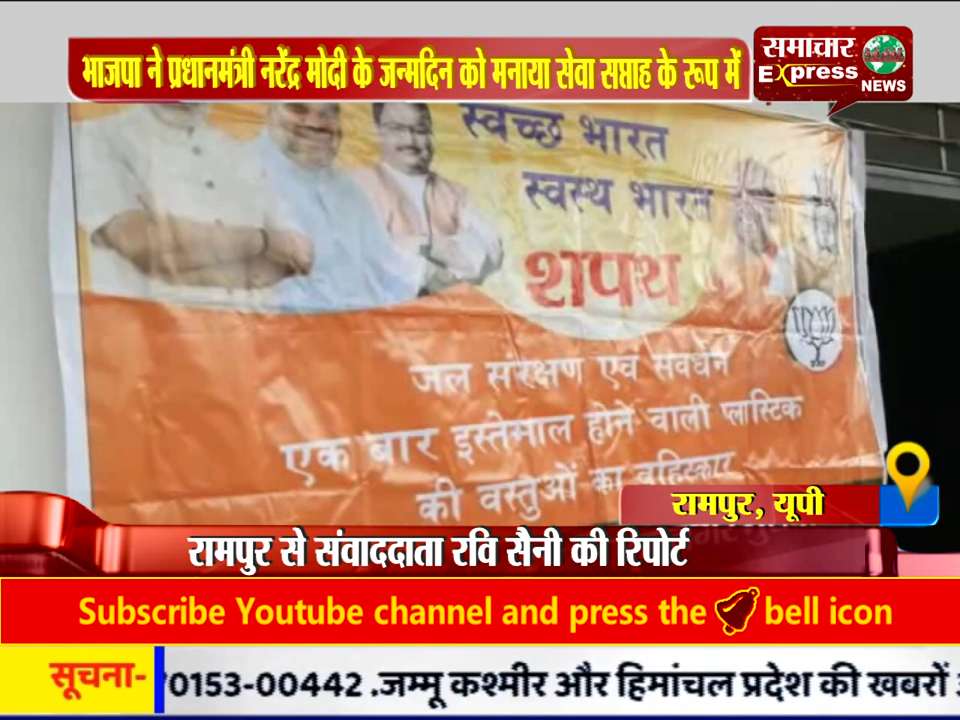 भाजपा ने प्रधानमंत्री नरेंद्र मोदी के जन्मदिन को मनाया सेवा सप्ताह के रूप में
समाचार
Express
NEWS
स्वच्छ भारत
स्वस्थ भारत
शपथ
जल संरक्षण एवं संवर्धन
एक बार इस्तेमाल होने वाली प्लास्टिक
की वस्तुओं का बहिस्कार
रामपुर, यूपी
रामपुर से संवाददाता रवि सैनी की रिपोर्ट
Subscribe Youtube channel and press the bell icon
सूचना- 0153-00442 .जम्मू कश्मीर और हिमांचल प्रदेश की खबरों